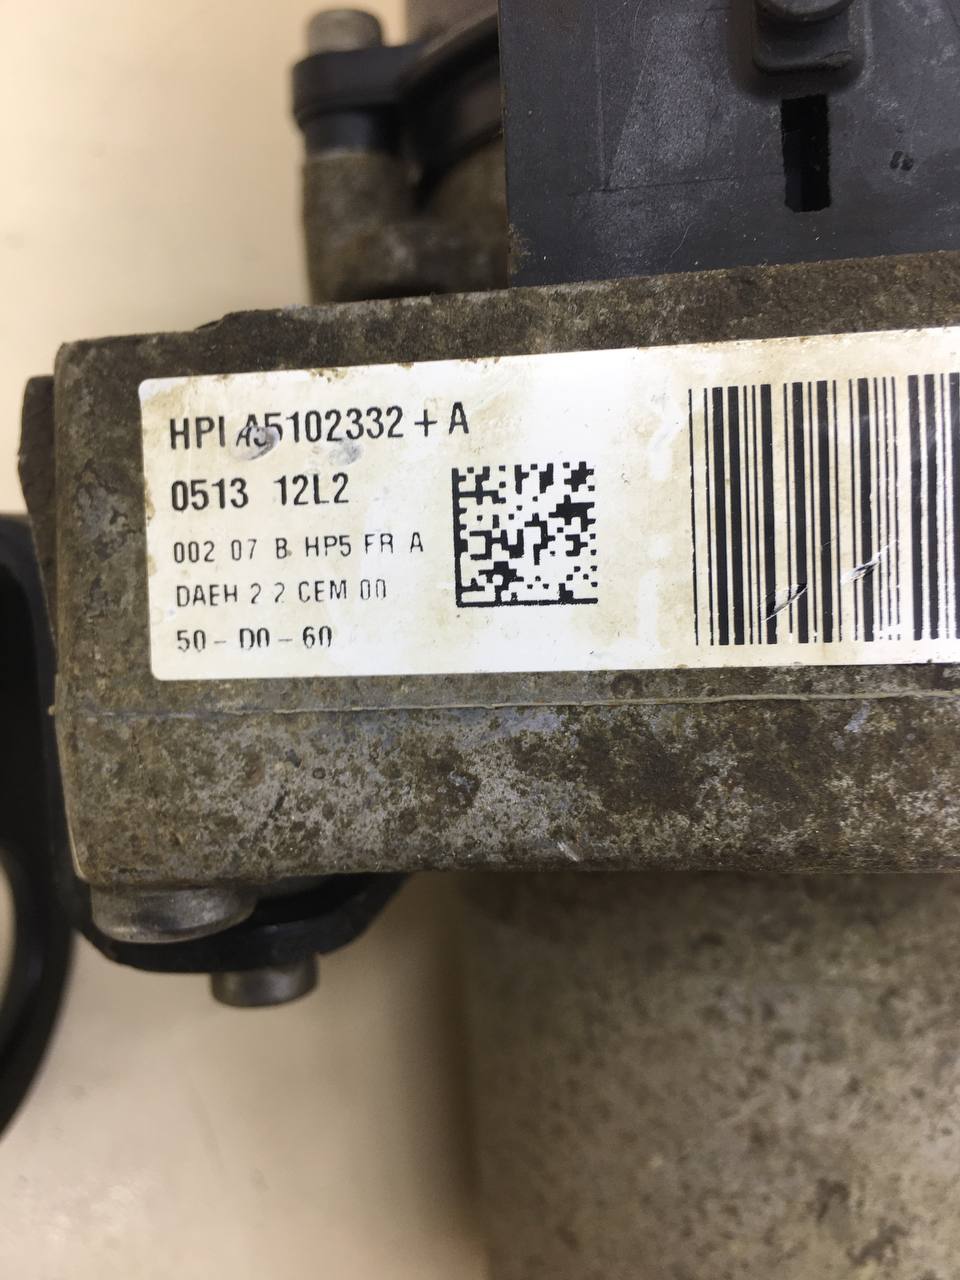 HPI A5102332 + A
0513 12L2
002 07 B HP5 FR A
DAEH 2 2 CEM 00
50 - D0 - 60